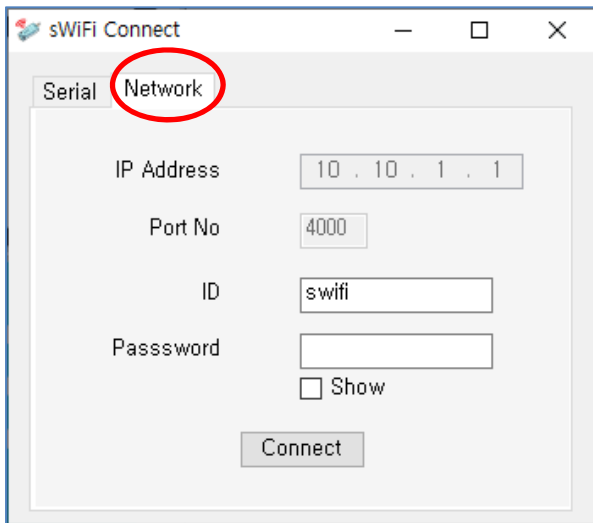 sWiFi Connect
Serial Network
IP Address 10 . 10 . 1 . 1
Port No 4000
ID swifi
Passsword
Show
Connect